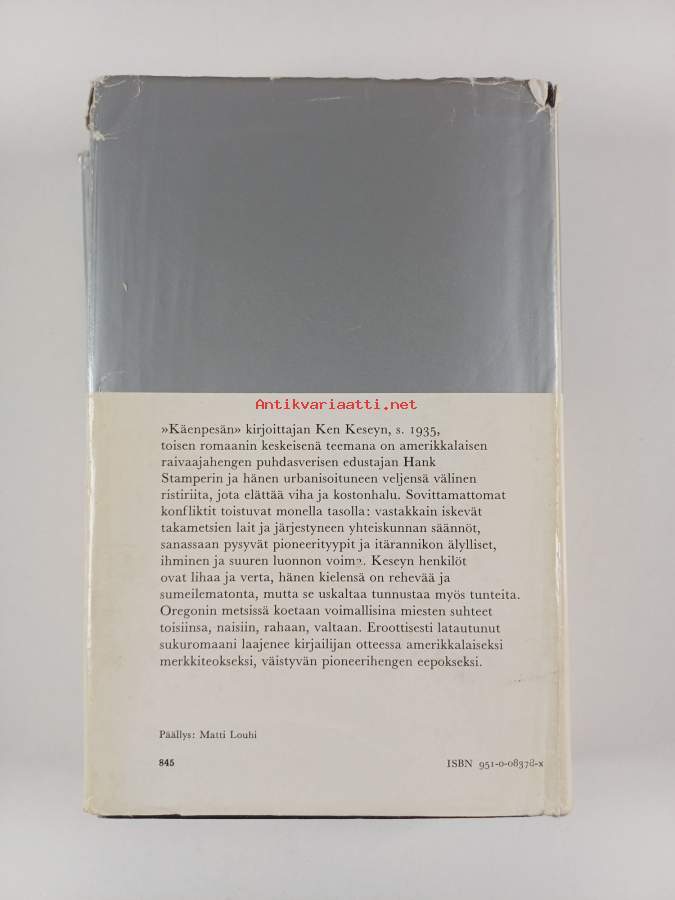 Antikvariaatti.net
»Käenpesän» kirjoittajan Ken Keseyn, s. 1935,
toisen romaanin keskeisenä teemana on amerikkalaisen
raivaajahengen puhdasverisen edustajan Hank
Stamperin ja hänen urbanisoituneen veljensä välinen
ristiriita, jota elättää viha ja kostonhalu. Sovittamattomat
konfliktit toistuvat monella tasolla: vastakkain iskevät
takametsien lait ja järjestyneen yhteiskunnan säännöt,
sanassaan pysyvät pioneerityypit ja itärannikon älylliset,
ihminen ja suuren luonnon voima. Keseyn henkilöt
ovat lihaa ja verta, hänen kielensä on rehevää ja
sumeilematonta, mutta se uskaltaa tunnustaa myös tunteita.
Oregonin metsissä koetaan voimallisina miesten suhteet
toisiinsa, naisiin, rahaan, valtaan. Eroottisesti latautunut
sukuromaani laajenee kirjailijan otteessa amerikkalaiseksi
merkkiteokseksi, väistyvän pioneerihengen eepokseksi.
Päällys: Matti Louhi
845 ISBN 951-0-08378-x